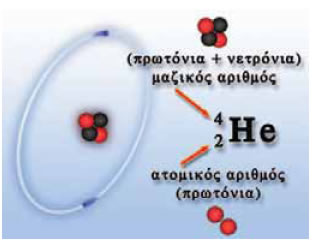 (πρωτόνια + νετρόνια)
μαζικός αριθμός
4
2 He
ατομικός αριθμός
(πρωτόνια)